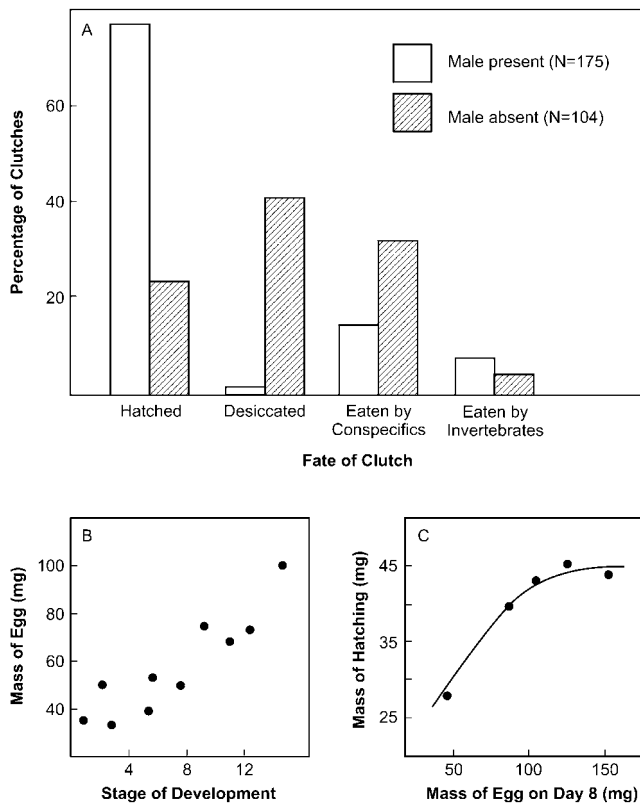 A
Male present (N=175)
Male absent (N=104)
Percentage of Clutches
60
40
20
Hatched
Desiccated
Eaten by
Conspecifics
Eaten by
Invertebrates
Fate of Clutch
B
Mass of Egg (mg)
100
80
60
40
4
8
12
Stage of Development
C
Mass of Hatching (mg)
45
35
25
50
100
150
Mass of Egg on Day 8 (mg)